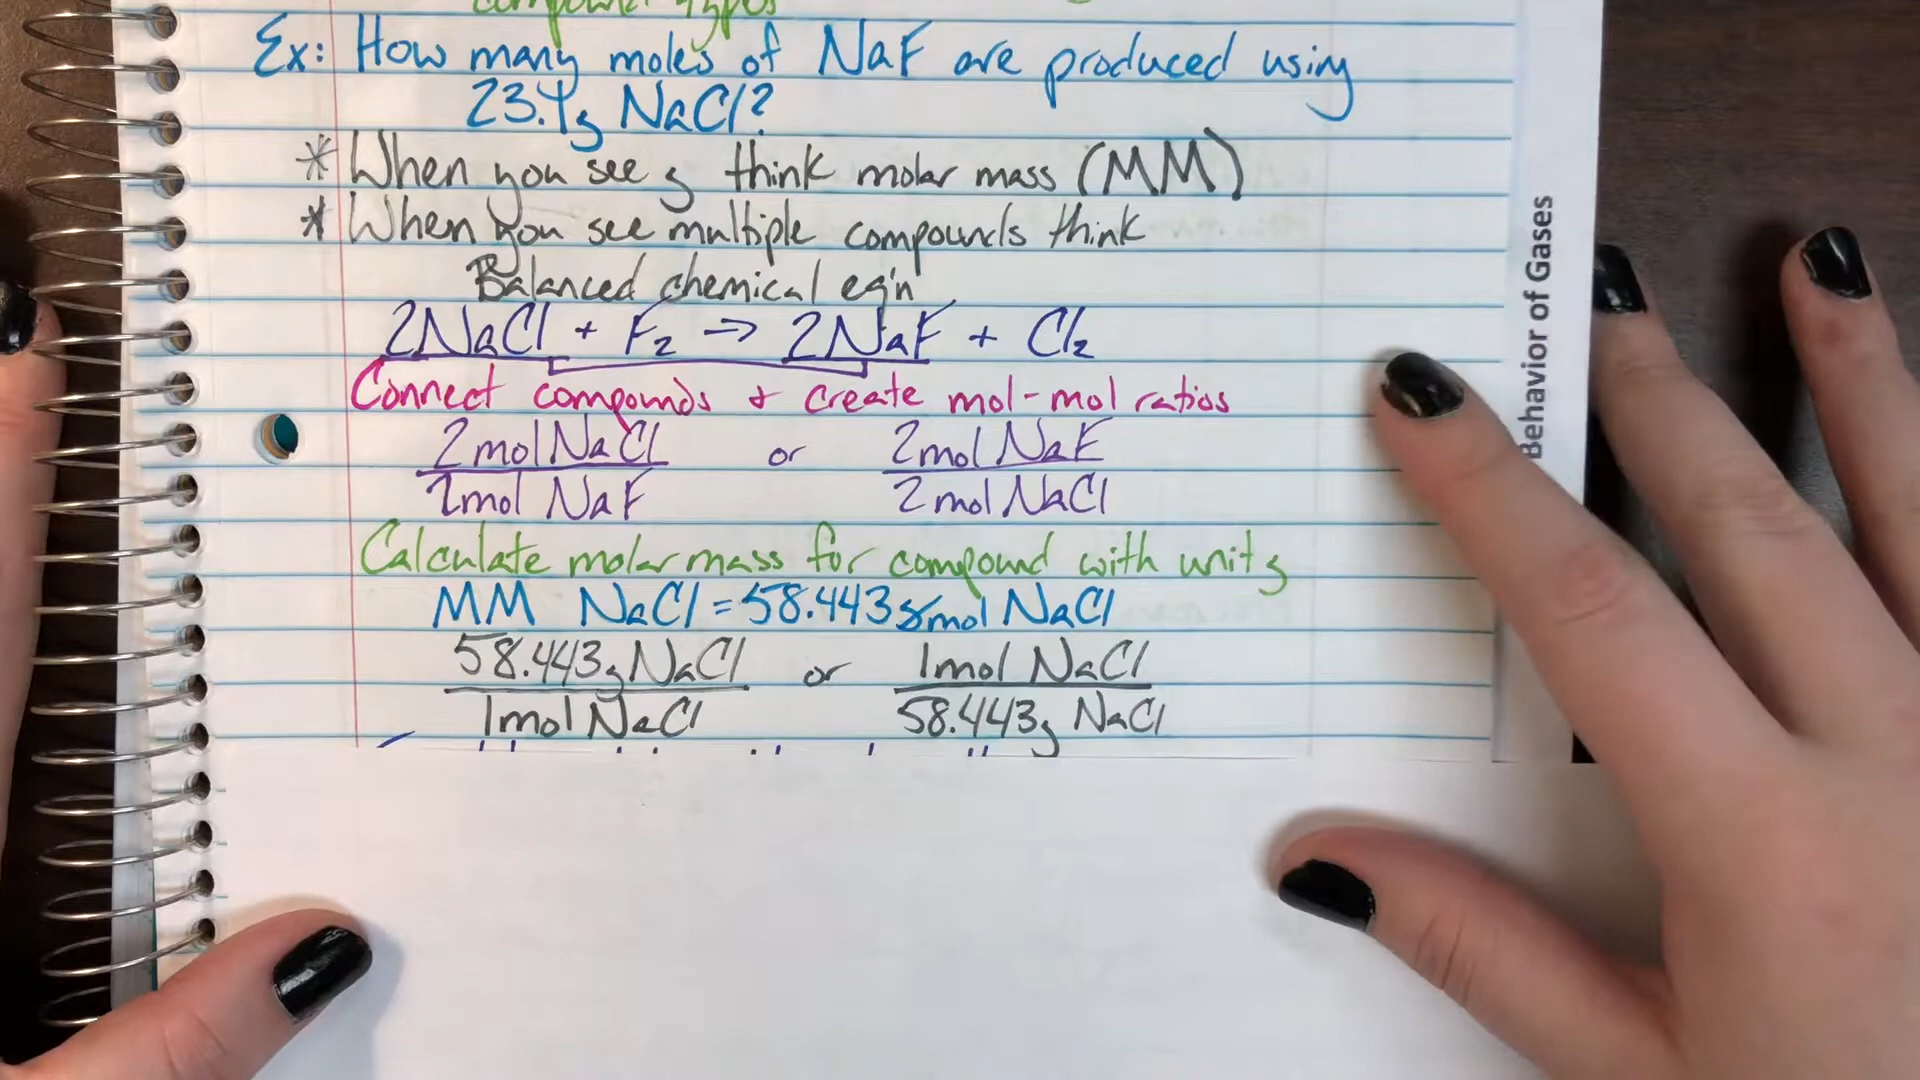 compound types
Ex: How many moles of NaF are produced using
23.4g NaCl?
* When you see g think molar mass (MM)
* When you see multiple compounds think
Balanced chemical eq'n
2NaCl + F₂ → 2NaF + Cl₂
Connect compounds & create mol-mol ratios
2mol NaCl or 2mol NaF
2mol NaF 2mol NaCl
Calculate molar mass for compound with unit g
MM NaCl = 58.443g/mol NaCl
58.443g NaCl or 1mol NaCl
1mol NaCl 58.443g NaCl
Behavior of Gases